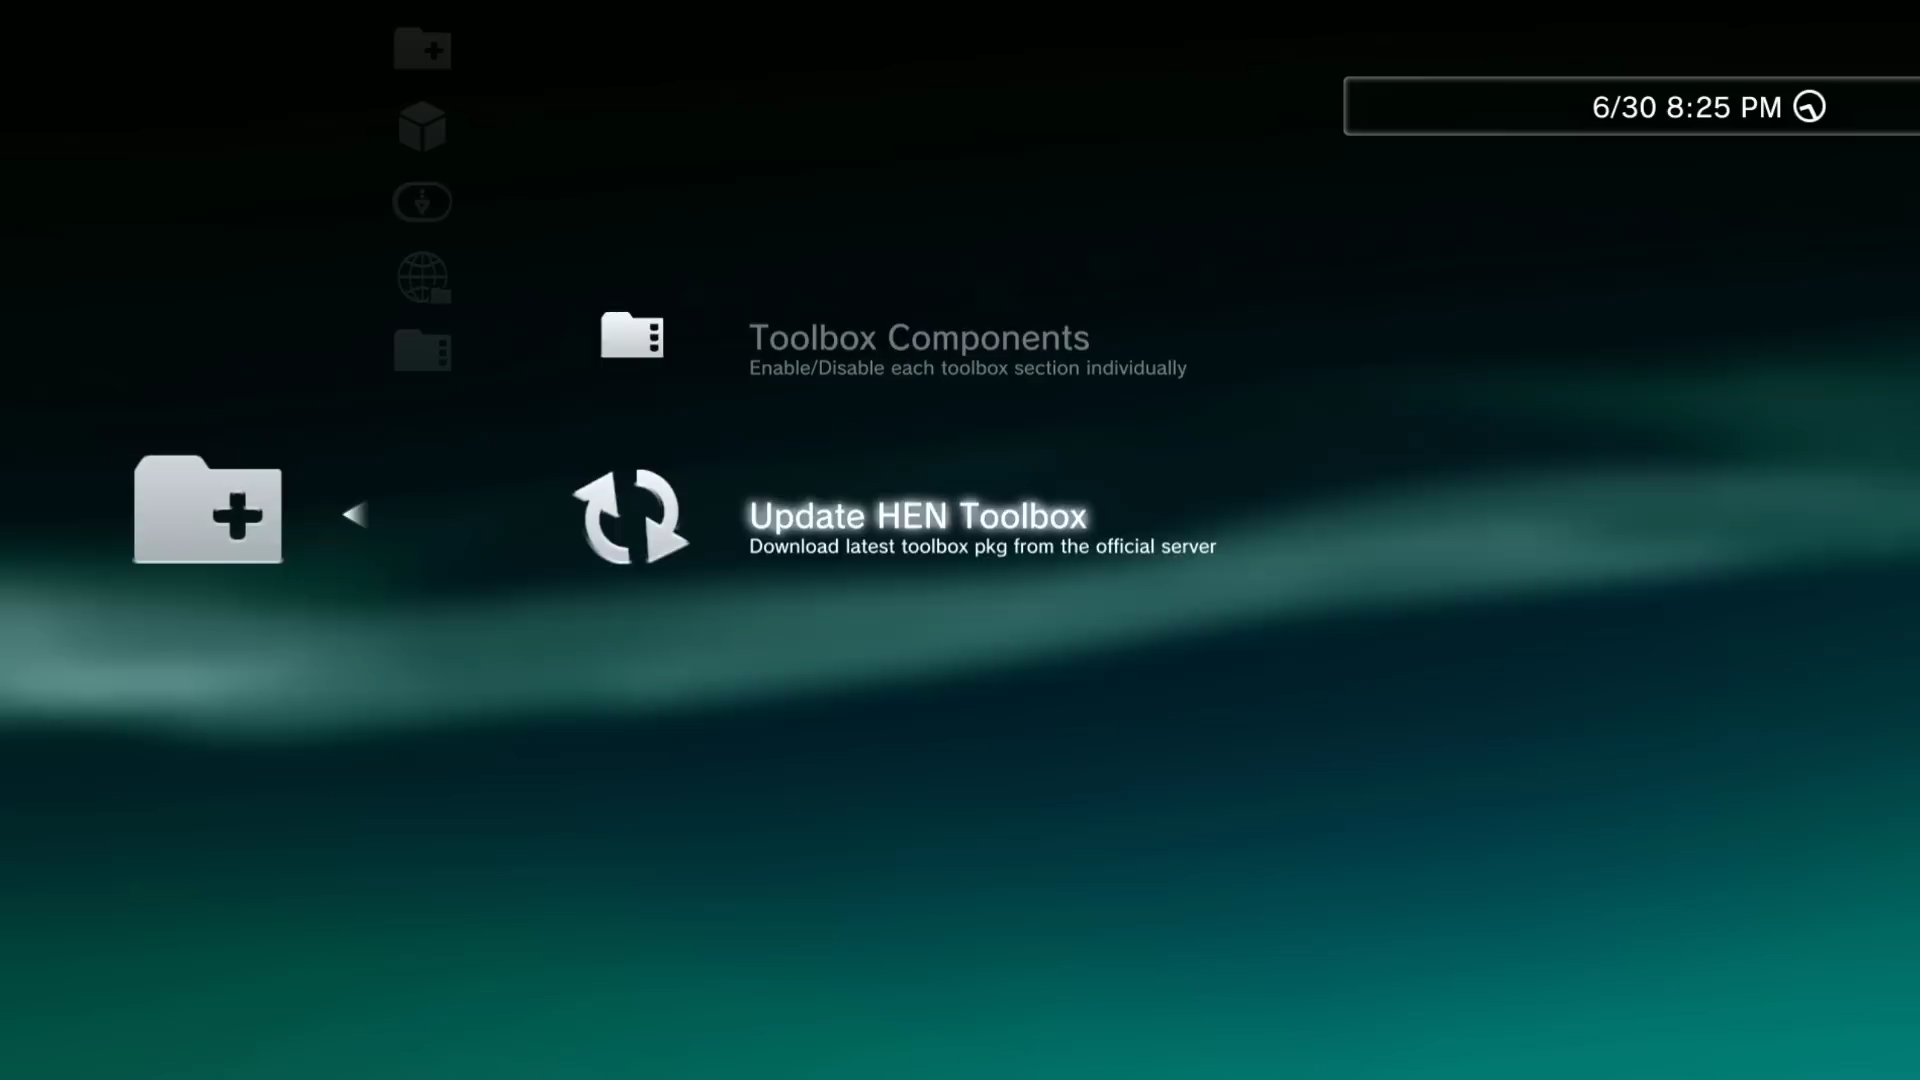 6/30 8:25 PM
Toolbox Components
Enable/Disable each toolbox section individually
Update HEN Toolbox
Download latest toolbox pkg from the official server